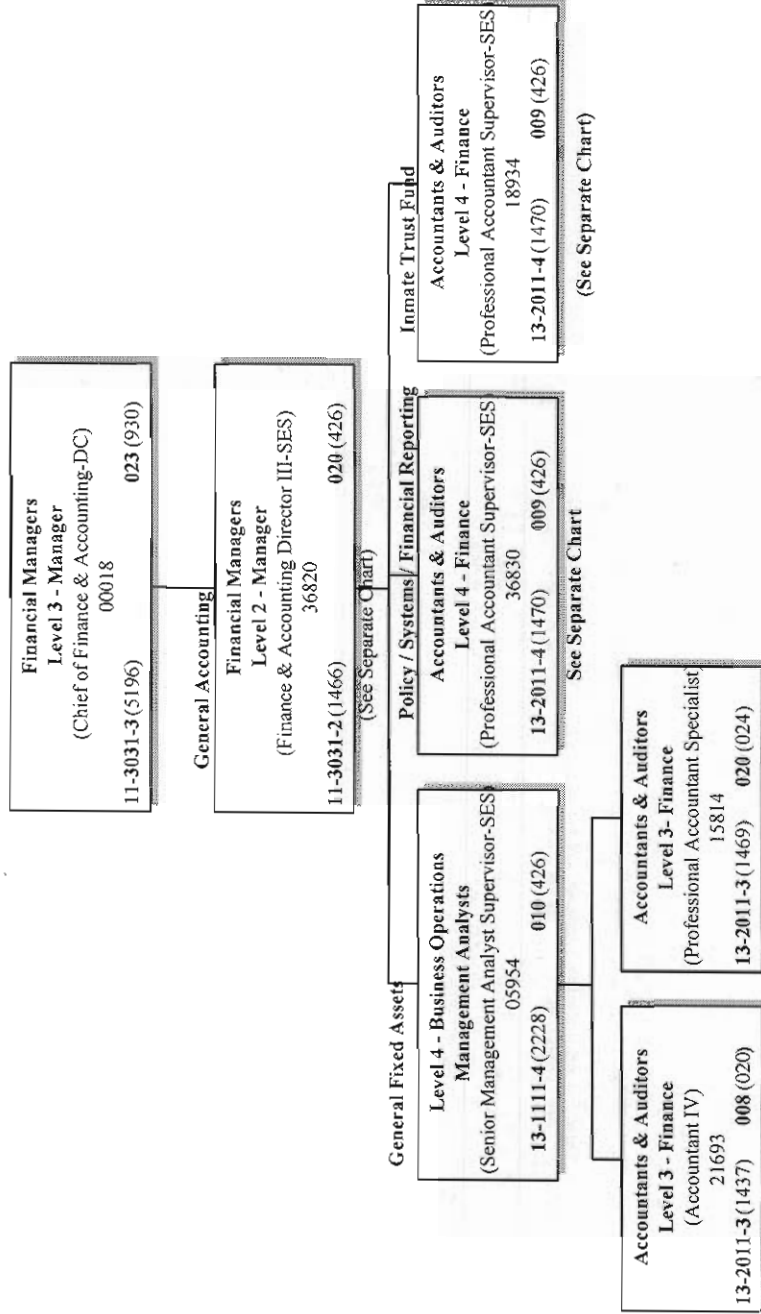 Financial Managers
Level 3 - Manager
(Chief of Finance & Accounting-DC)
00018
11-3031-3 (5196) 023 (930)
General Accounting
Financial Managers
Level 2 - Manager
(Finance & Accounting Director III-SES)
36820
11-3031-2 (1466) 020 (426)
(See Separate Chart)
General Fixed Assets
Level 4 - Business Operations
Management Analysts
(Senior Management Analyst Supervisor-SES)
05954
13-1111-4 (2228) 010 (426)
Policy / Systems / Financial Reporting
Accountants & Auditors
Level 4 - Finance
(Professional Accountant Supervisor-SES)
36830
13-2011-4 (1470) 009 (426)
See Separate Chart
Inmate Trust Fund
Accountants & Auditors
Level 4 - Finance
(Professional Accountant Supervisor-SES)
18934
13-2011-4 (1470) 009 (426)
(See Separate Chart)
Accountants & Auditors
Level 3 - Finance
(Accountant IV)
21693
13-2011-3 (1437) 008 (020)
Accountants & Auditors
Level 3- Finance
(Professional Accountant Specialist)
15814
13-2011-3 (1469) 020 (024)